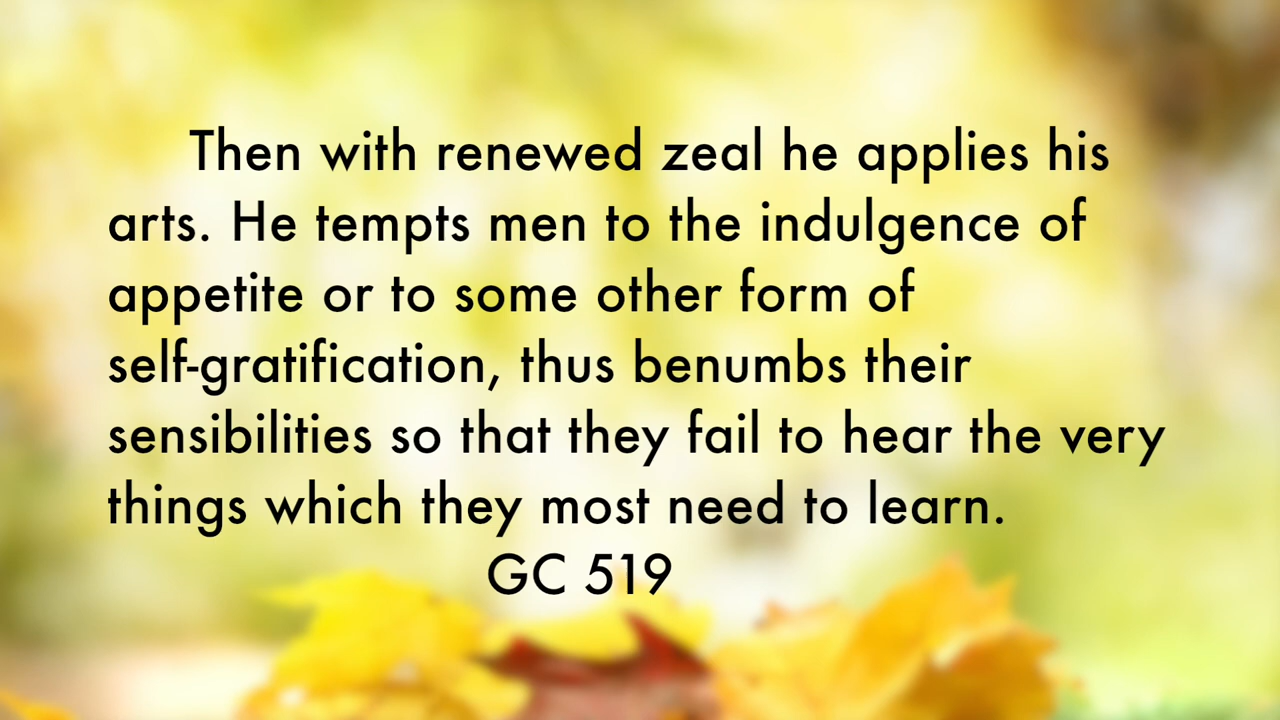 Then with renewed zeal he applies his
arts. He tempts men to the indulgence of
appetite or to some other form of
self-gratification, thus benumbs their
sensibilities so that they fail to hear the very
things which they most need to learn.
GC 519